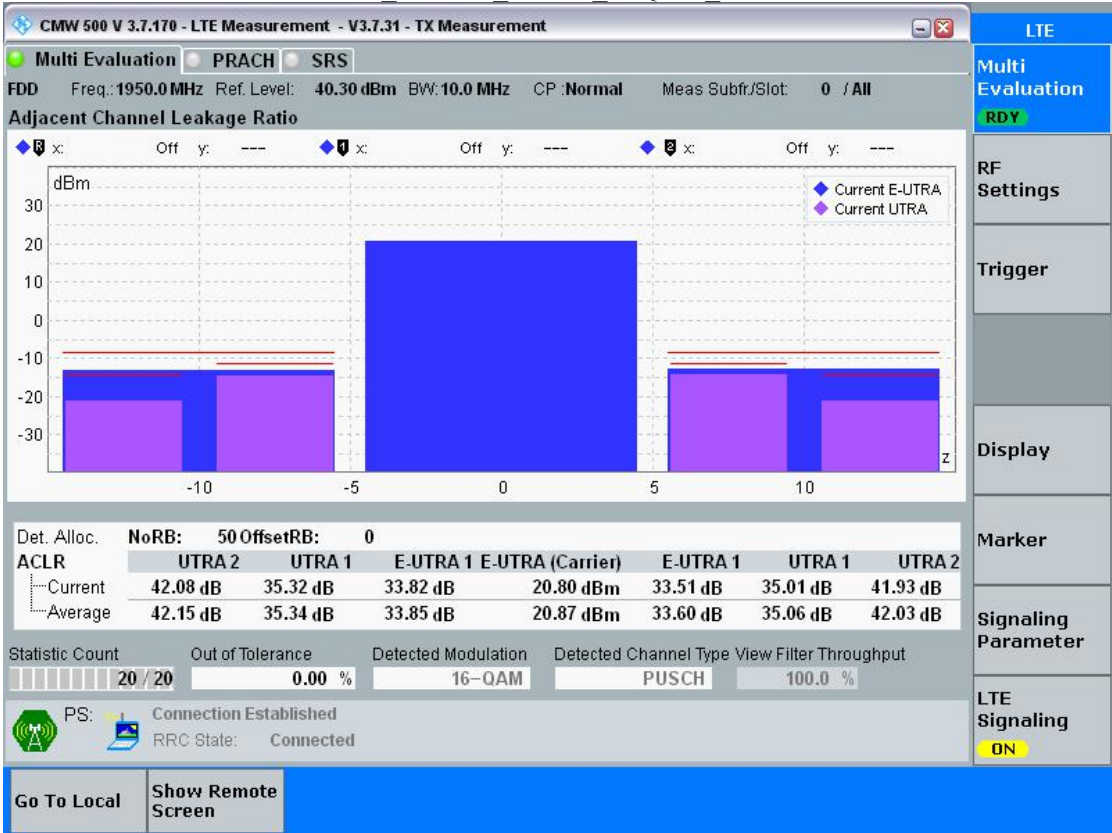 CMW 500 V 3.7.170 - LTE Measurement - V3.7.31 - TX Measurement
LTE
Multi Evaluation PRACH SRS
Multi
Evaluation
RDY
FDD Freq.: 1950.0 MHz Ref. Level: 40.30 dBm BW: 10.0 MHz CP : Normal Meas Subfr./Slot: 0 / All
Adjacent Channel Leakage Ratio
R x: Off y: --- 1 x: Off y: --- 2 x: Off y: ---
dBm
Current E-UTRA
Current UTRA
30
20
10
0
-10
-20
-30
z
-10 -5 0 5 10
RF
Settings
Trigger
Display
Marker
Signaling
Parameter
LTE
Signaling
ON
Det. Alloc. NoRB: 50 OffsetRB: 0
ACLR UTRA 2 UTRA 1 E-UTRA 1 E-UTRA (Carrier) E-UTRA 1 UTRA 1 UTRA 2
Current 42.08 dB 35.32 dB 33.82 dB 20.80 dBm 33.51 dB 35.01 dB 41.93 dB
Average 42.15 dB 35.34 dB 33.85 dB 20.87 dBm 33.60 dB 35.06 dB 42.03 dB
Statistic Count Out of Tolerance Detected Modulation Detected Channel Type View Filter Throughput
20 / 20 0.00 % 16-QAM PUSCH 100.0 %
PS: Connection Established
RRC State: Connected
Go To Local
Show Remote
Screen